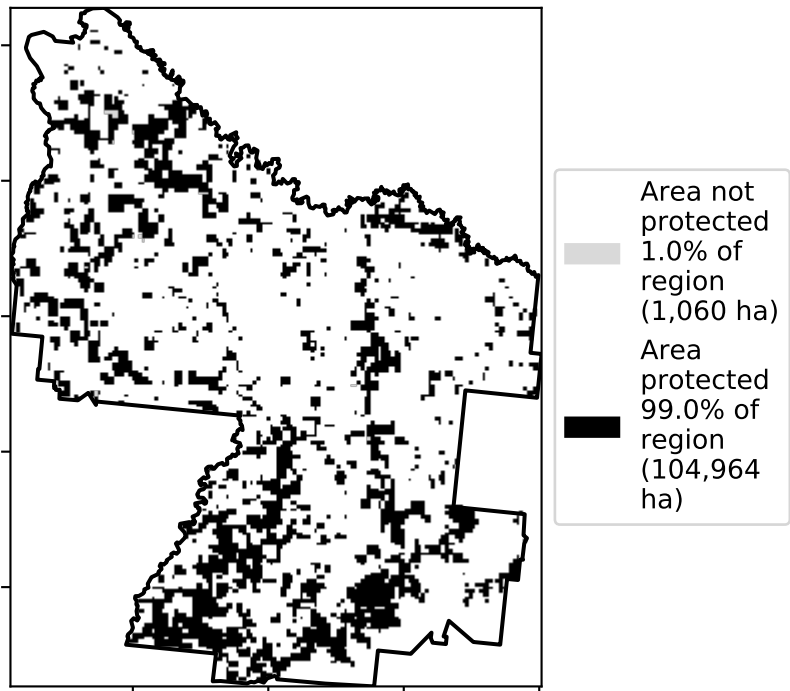 Area not
protected
1.0% of
region
(1,060 ha)
Area
protected
99.0% of
region
(104,964
ha)